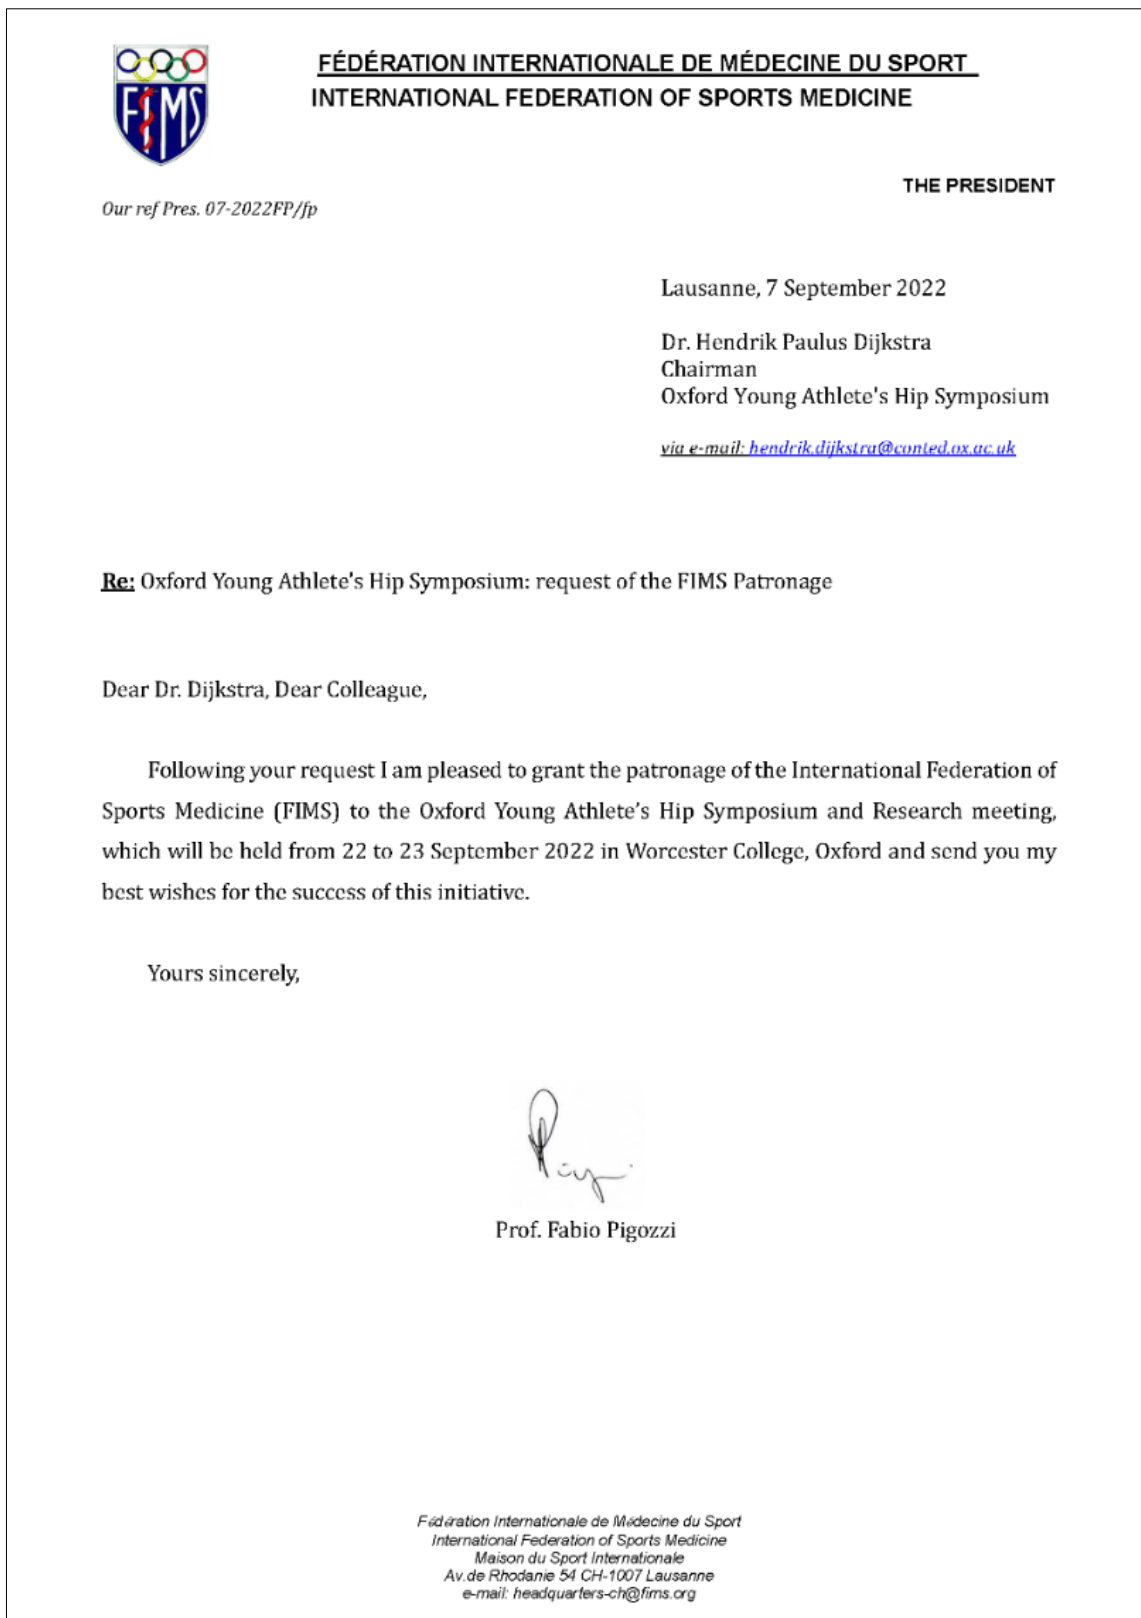 FIMS
FÉDÉRATION INTERNATIONALE DE MÉDECINE DU SPORT
INTERNATIONAL FEDERATION OF SPORTS MEDICINE
THE PRESIDENT
Our ref Pres. 07-2022FP/fp
Lausanne, 7 September 2022
Dr. Hendrik Paulus Dijkstra
Chairman
Oxford Young Athlete's Hip Symposium
via e-mail: hendrik.dijkstra@conted.ox.ac.uk
Re: Oxford Young Athlete's Hip Symposium: request of the FIMS Patronage
Dear Dr. Dijkstra, Dear Colleague,
Following your request I am pleased to grant the patronage of the International Federation of
Sports Medicine (FIMS) to the Oxford Young Athlete's Hip Symposium and Research meeting,
which will be held from 22 to 23 September 2022 in Worcester College, Oxford and send you my
best wishes for the success of this initiative.
Yours sincerely,
Prof. Fabio Pigozzi
Fédération Internationale de Médecine du Sport
International Federation of Sports Medicine
Maison du Sport Internationale
Av.de Rhodanie 54 CH-1007 Lausanne
e-mail: headquarters-ch@fims.org